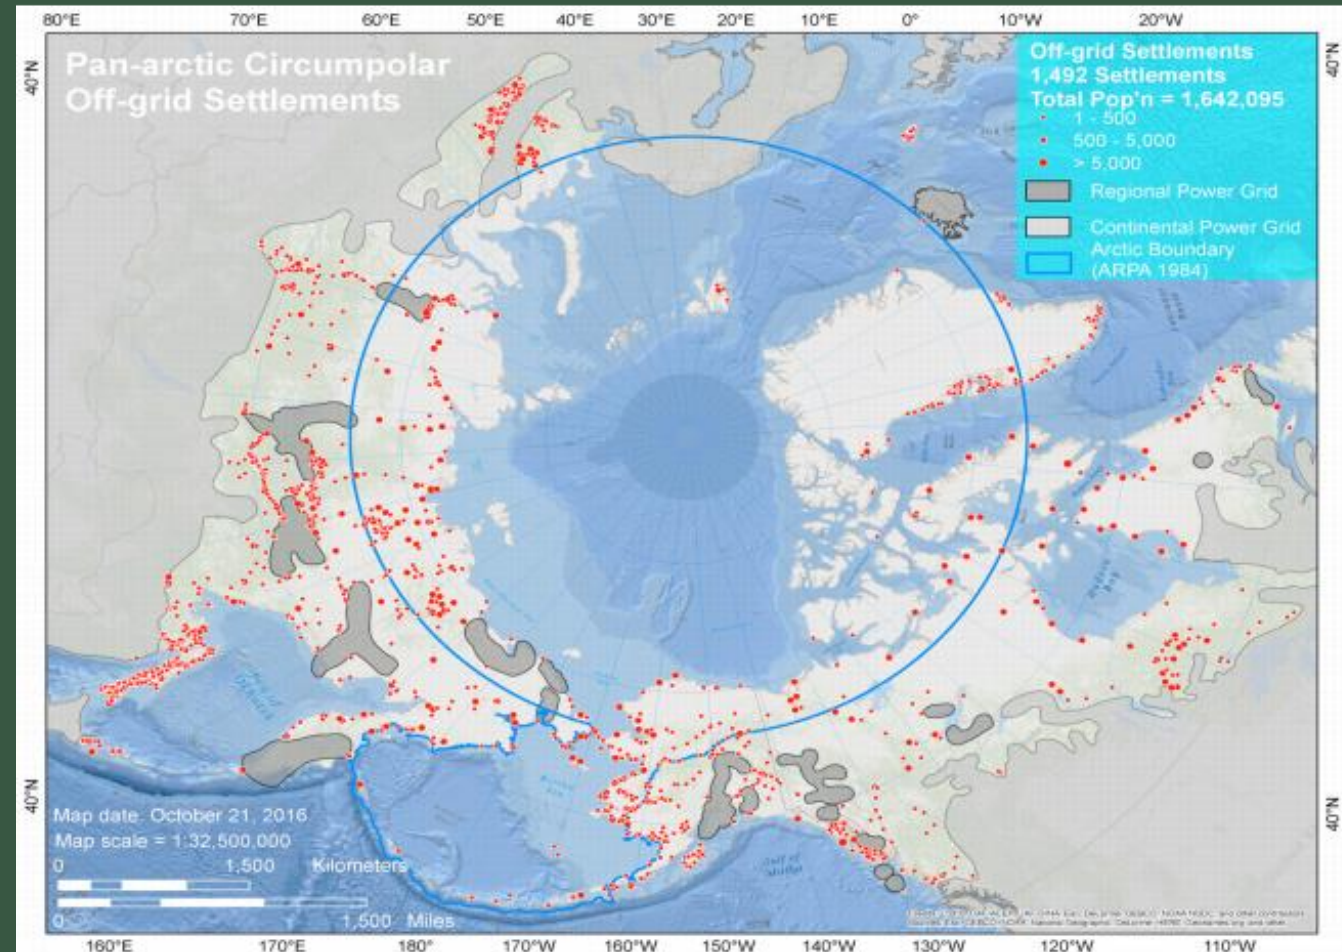 80°E 70°E 60°E 50°E 40°E 30°E 20°E 10°E 0° 10°W 20°W
40°N
40°N
Pan-arctic Circumpolar
Off-grid Settlements
Off-grid Settlements
1,492 Settlements
Total Pop'n = 1,642,095
1 - 500
500 - 5,000
> 5,000
Regional Power Grid
Continental Power Grid
Arctic Boundary
(ARPA 1984)
Hudson Bay
Gulf of
40°N
40°N
Map date: October 21, 2016
Map scale = 1:32,500,000
0 1,500 Kilometers
0 1,500 Miles
160°E 170°E 180° 170°W 160°W 150°W 140°W 130°W 120°W 110°W